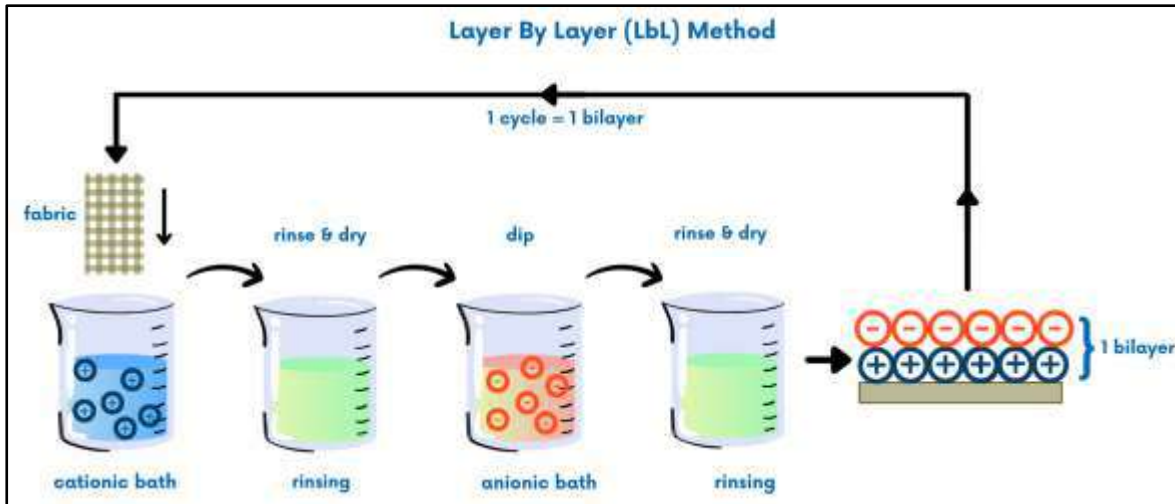 Layer By Layer (LbL) Method
1 cycle = 1 bilayer
fabric
rinse & dry
dip
rinse & dry
1 bilayer
cationic bath
rinsing
anionic bath
rinsing